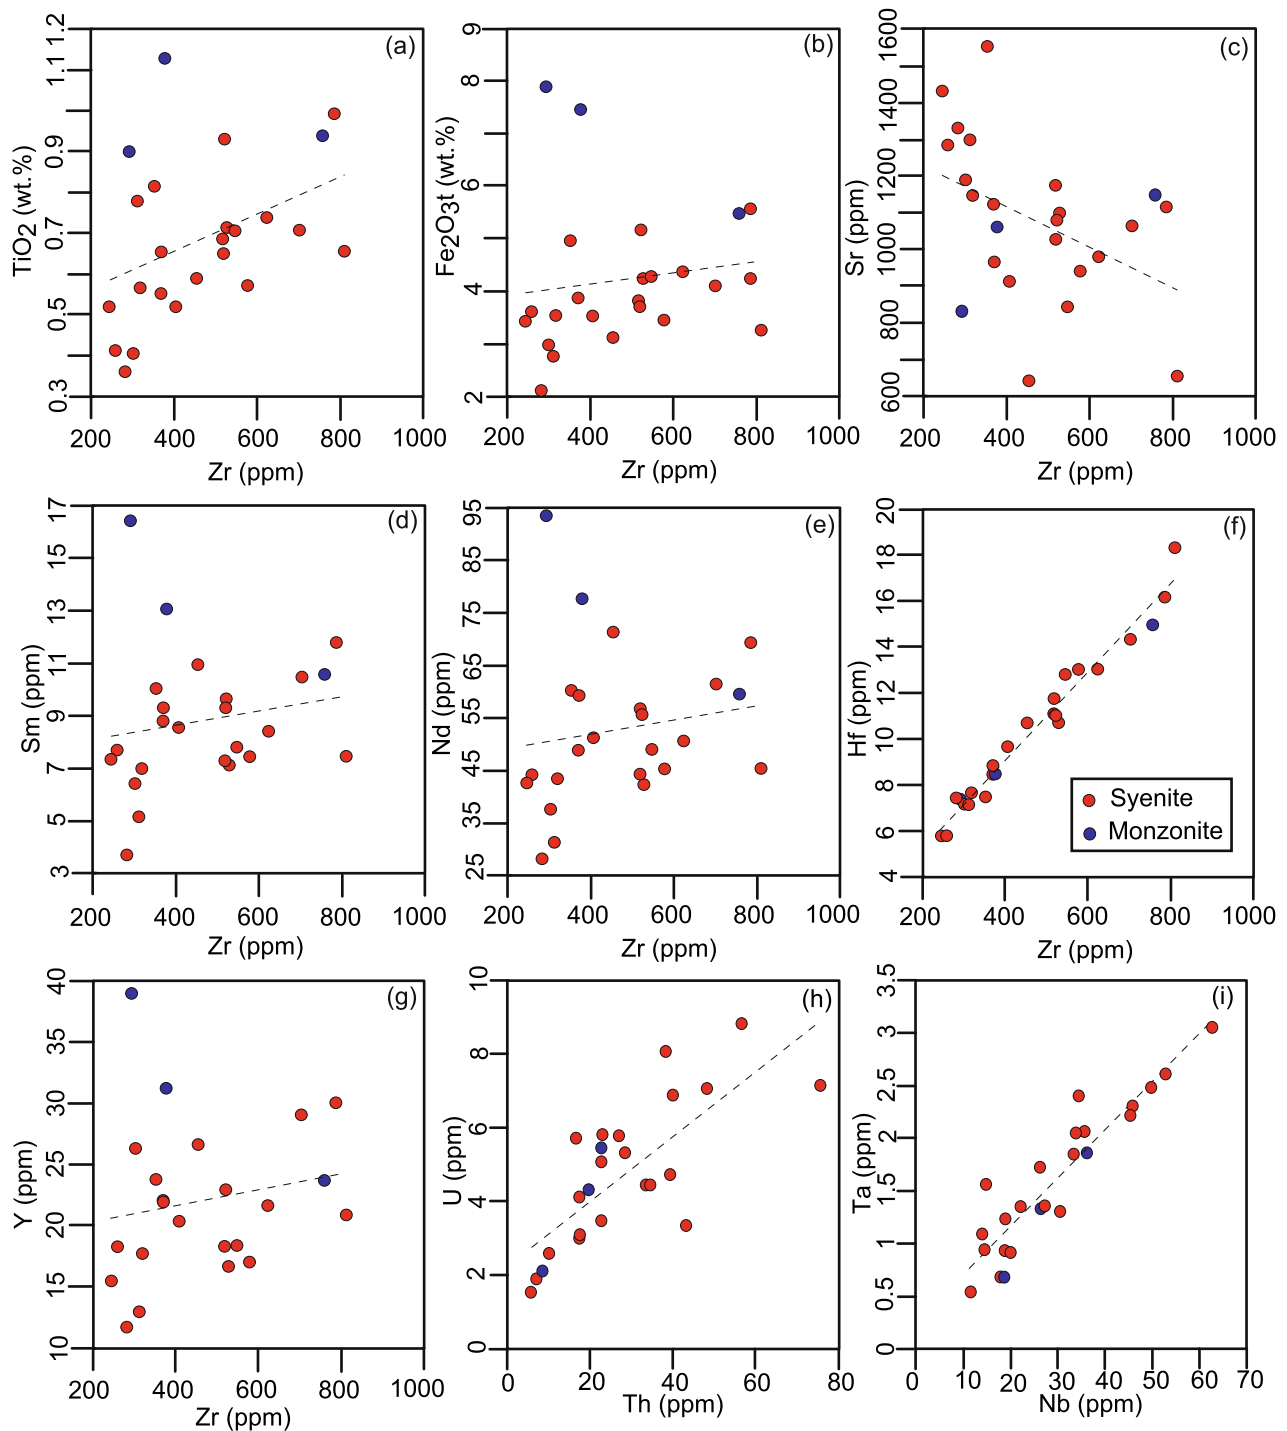 (a)
TiO2 (wt.%)
1.2
1.1
0.9
0.7
0.5
0.3
200 400 600 800 1000
Zr (ppm)
(b)
Fe2O3t (wt.%)
9
8
6
4
2
200 400 600 800 1000
Zr (ppm)
(c)
Sr (ppm)
1600
1400
1200
1000
800
600
200 400 600 800 1000
Zr (ppm)
(d)
Sm (ppm)
17
15
13
11
9
7
5
3
200 400 600 800 1000
Zr (ppm)
(e)
Nd (ppm)
95
85
75
65
55
45
35
25
200 400 600 800 1000
Zr (ppm)
(f)
Hf (ppm)
20
18
16
14
12
10
8
6
4
Syenite
Monzonite
200 400 600 800 1000
Zr (ppm)
(g)
Y (ppm)
40
35
30
25
20
15
10
200 400 600 800 1000
Zr (ppm)
(h)
U (ppm)
10
8
6
4
2
0
0 20 40 60 80
Th (ppm)
(i)
Ta (ppm)
3.5
3
2.5
2
1.5
1
0.5
0
0 10 20 30 40 50 60 70
Nb (ppm)